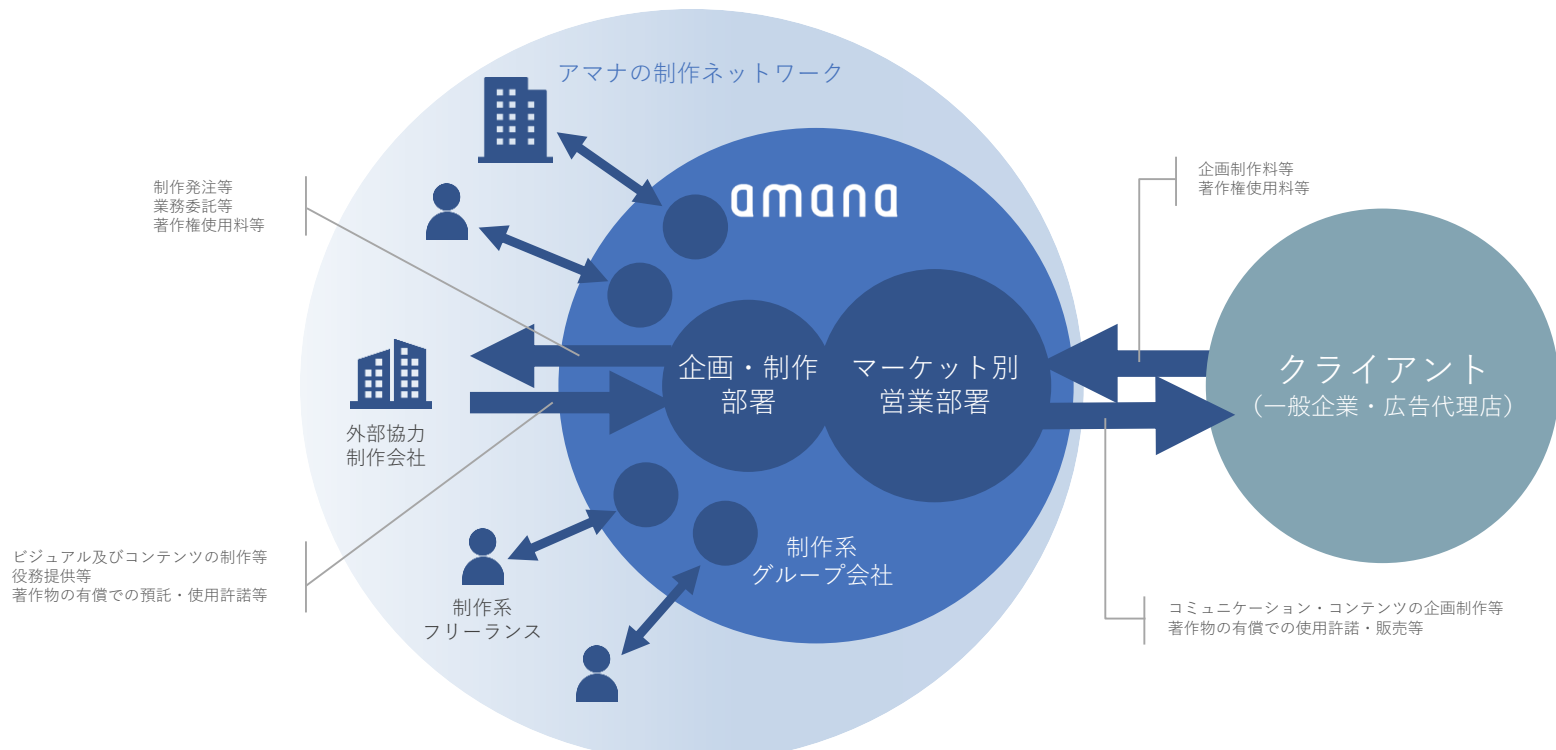 アマナの制作ネットワーク
制作発注等
業務委託等
著作権使用料等
amana
企画制作料等
著作権使用料等
企画・制作
部署
マーケット別
営業部署
クライアント
（一般企業・広告代理店）
外部協力
制作会社
ビジュアル及びコンテンツの制作等
役務提供等
著作物の有償での預託・使用許諾等
制作系
グループ会社
制作系
フリーランス
コミュニケーション・コンテンツの企画制作等
著作物の有償での使用許諾・販売等